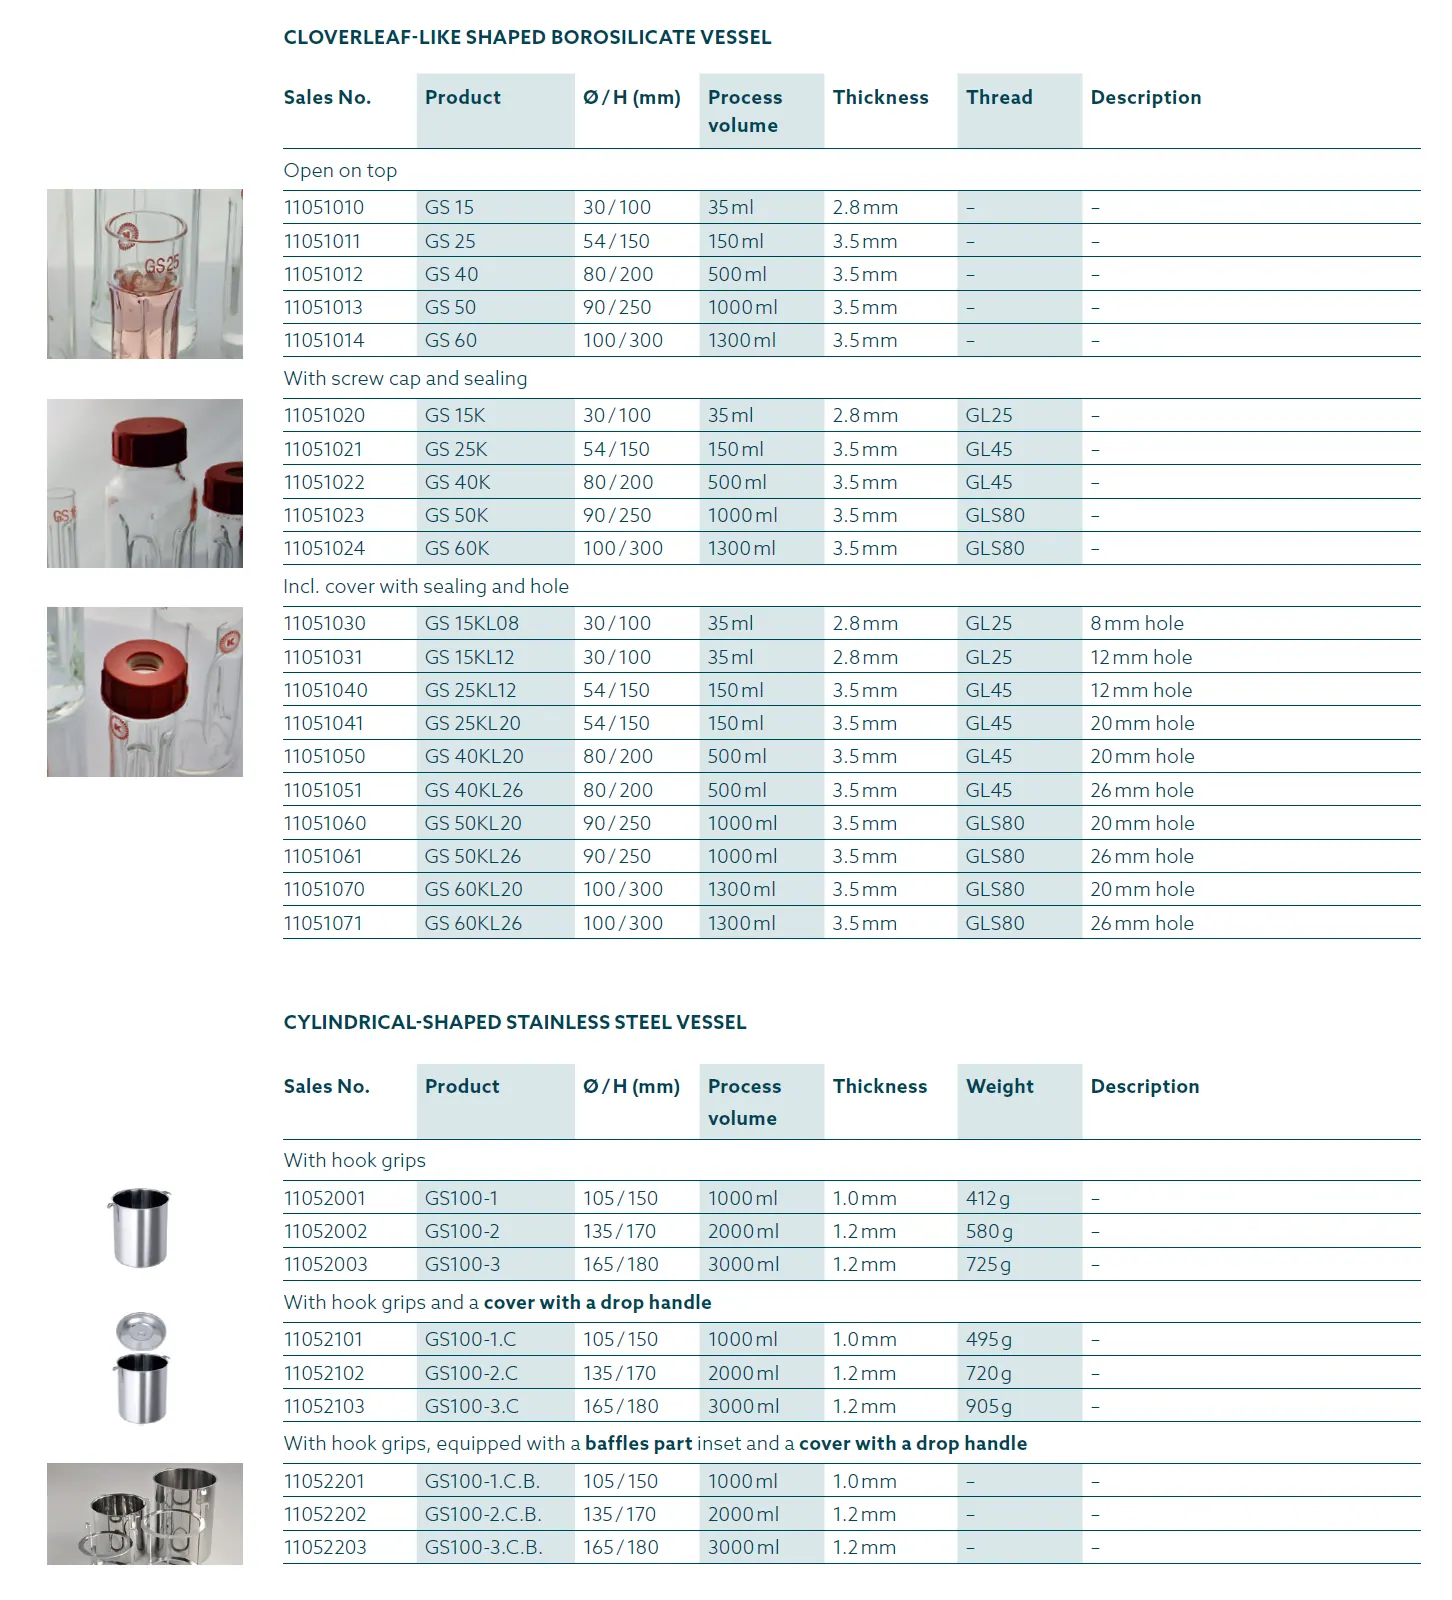 CLOVERLEAF-LIKE SHAPED BOROSILICATE VESSEL
Sales No. Product Ø / H (mm) Process volume Thickness Thread Description
Open on top
11051010 GS 15 30 / 100 35 ml 2.8 mm – –
11051011 GS 25 54 / 150 150 ml 3.5 mm – –
11051012 GS 40 80 / 200 500 ml 3.5 mm – –
11051013 GS 50 90 / 250 1000 ml 3.5 mm – –
11051014 GS 60 100 / 300 1300 ml 3.5 mm – –
GS25
With screw cap and sealing
11051020 GS 15K 30 / 100 35 ml 2.8 mm GL25 –
11051021 GS 25K 54 / 150 150 ml 3.5 mm GL45 –
11051022 GS 40K 80 / 200 500 ml 3.5 mm GL45 –
11051023 GS 50K 90 / 250 1000 ml 3.5 mm GLS80 –
11051024 GS 60K 100 / 300 1300 ml 3.5 mm GLS80 –
Incl. cover with sealing and hole
11051030 GS 15KL08 30 / 100 35 ml 2.8 mm GL25 8 mm hole
11051031 GS 15KL12 30 / 100 35 ml 2.8 mm GL25 12 mm hole
11051040 GS 25KL12 54 / 150 150 ml 3.5 mm GL45 12 mm hole
11051041 GS 25KL20 54 / 150 150 ml 3.5 mm GL45 20 mm hole
11051050 GS 40KL20 80 / 200 500 ml 3.5 mm GL45 20 mm hole
11051051 GS 40KL26 80 / 200 500 ml 3.5 mm GL45 26 mm hole
11051060 GS 50KL20 90 / 250 1000 ml 3.5 mm GLS80 20 mm hole
11051061 GS 50KL26 90 / 250 1000 ml 3.5 mm GLS80 26 mm hole
11051070 GS 60KL20 100 / 300 1300 ml 3.5 mm GLS80 20 mm hole
11051071 GS 60KL26 100 / 300 1300 ml 3.5 mm GLS80 26 mm hole
CYLINDRICAL-SHAPED STAINLESS STEEL VESSEL
Sales No. Product Ø / H (mm) Process volume Thickness Weight Description
With hook grips
11052001 GS100-1 105 / 150 1000 ml 1.0 mm 412 g –
11052002 GS100-2 135 / 170 2000 ml 1.2 mm 580 g –
11052003 GS100-3 165 / 180 3000 ml 1.2 mm 725 g –
With hook grips and a cover with a drop handle
11052101 GS100-1.C 105 / 150 1000 ml 1.0 mm 495 g –
11052102 GS100-2.C 135 / 170 2000 ml 1.2 mm 720 g –
11052103 GS100-3.C 165 / 180 3000 ml 1.2 mm 905 g –
With hook grips, equipped with a baffles part inset and a cover with a drop handle
11052201 GS100-1.C.B. 105 / 150 1000 ml 1.0 mm – –
11052202 GS100-2.C.B. 135 / 170 2000 ml 1.2 mm – –
11052203 GS100-3.C.B. 165 / 180 3000 ml 1.2 mm – –